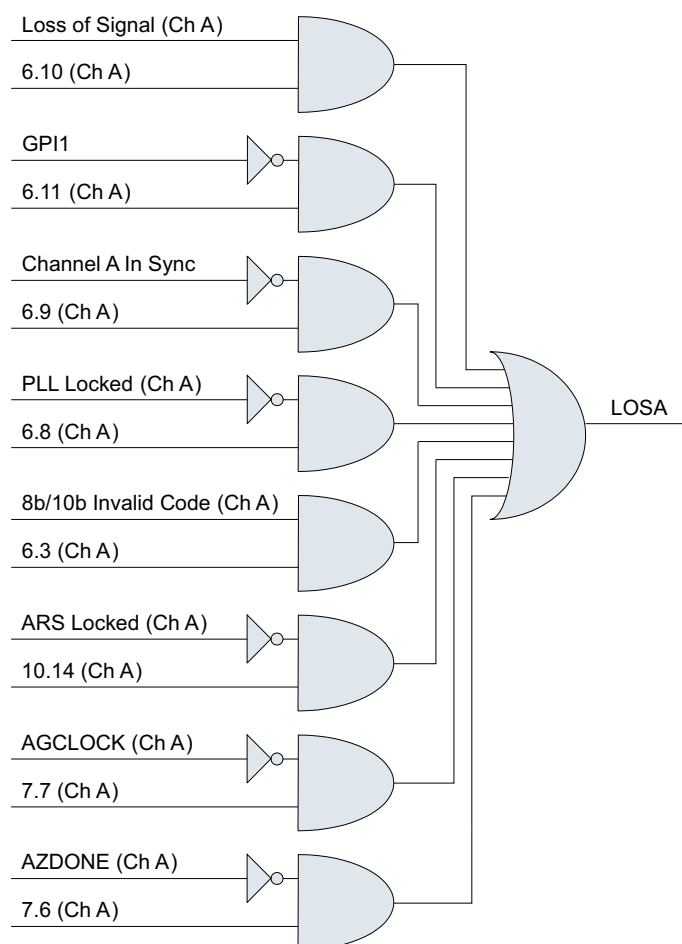 Loss of Signal (Ch A)
6.10 (Ch A)
GPI1
6.11 (Ch A)
Channel A In Sync
6.9 (Ch A)
PLL Locked (Ch A)
6.8 (Ch A)
LOSA
8b/10b Invalid Code (Ch A)
6.3 (Ch A)
ARS Locked (Ch A)
10.14 (Ch A)
AGCLOCK (Ch A)
7.7 (Ch A)
AZDONE (Ch A)
7.6 (Ch A)